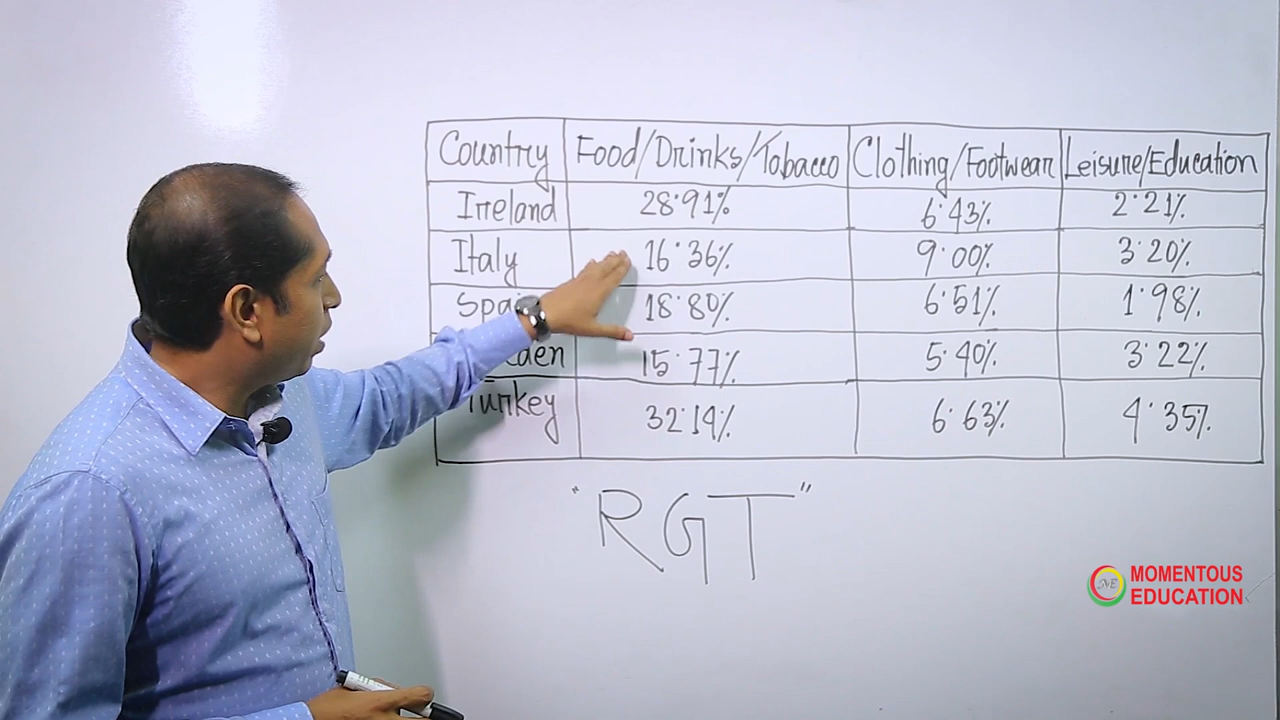 Country Food/Drinks/Tobacco Clothing/Footwear Leisure/Education
Ireland 28.91% 6.43% 2.21%
Italy 16.36% 9.00% 3.20%
Spa 18.80% 6.51% 1.98%
eden 15.77% 5.40% 3.22%
Turkey 32.14% 6.63% 4.35%
"RGT"
MOMENTOUS
EDUCATION